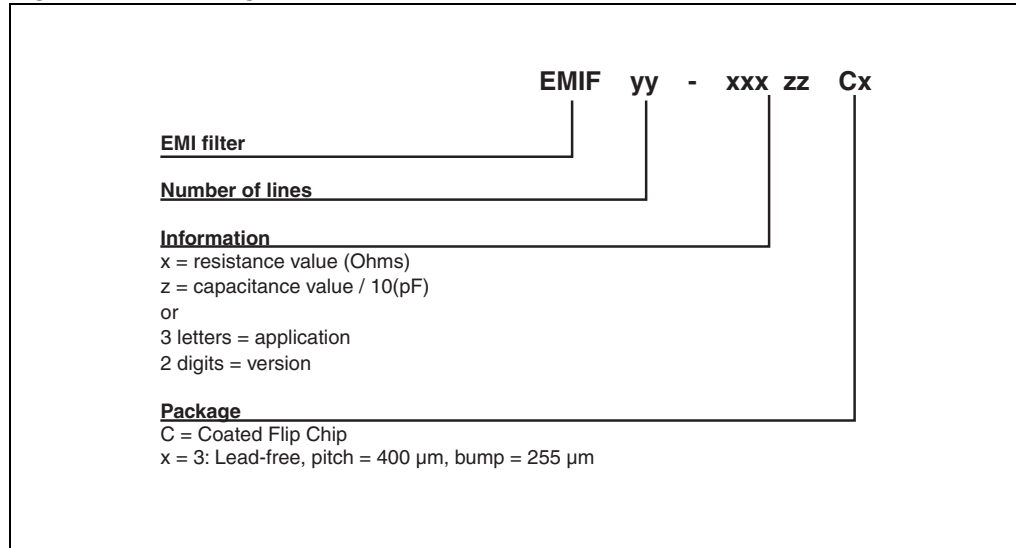 EMIF yy - xxx zz Cx
EMI filter
Number of lines
Information
x = resistance value (Ohms)
z = capacitance value / 10(pF)
or
3 letters = application
2 digits = version
Package
C = Coated Flip Chip
x = 3: Lead-free, pitch = 400 µm, bump = 255 µm